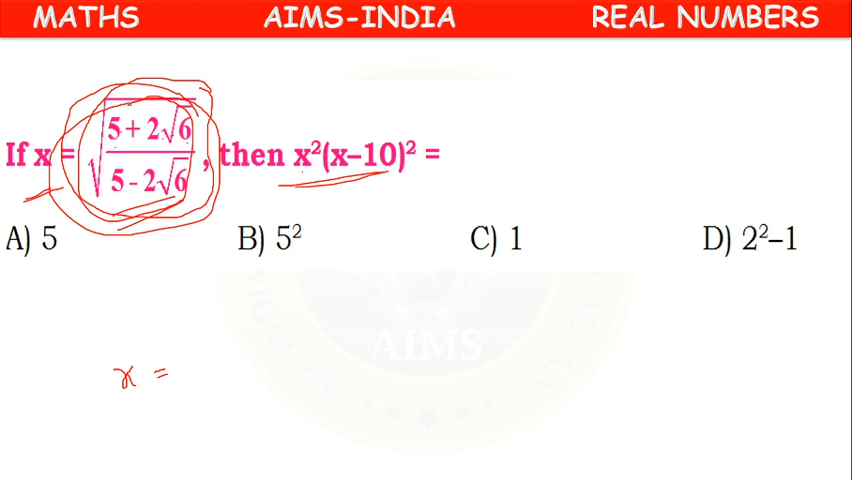 MATHS AIMS-INDIA REAL NUMBERS
If x = √((5 + 2√6)/(5 - 2√6)), then x²(x–10)² =
A) 5 B) 5² C) 1 D) 2²–1
x =
AIMS